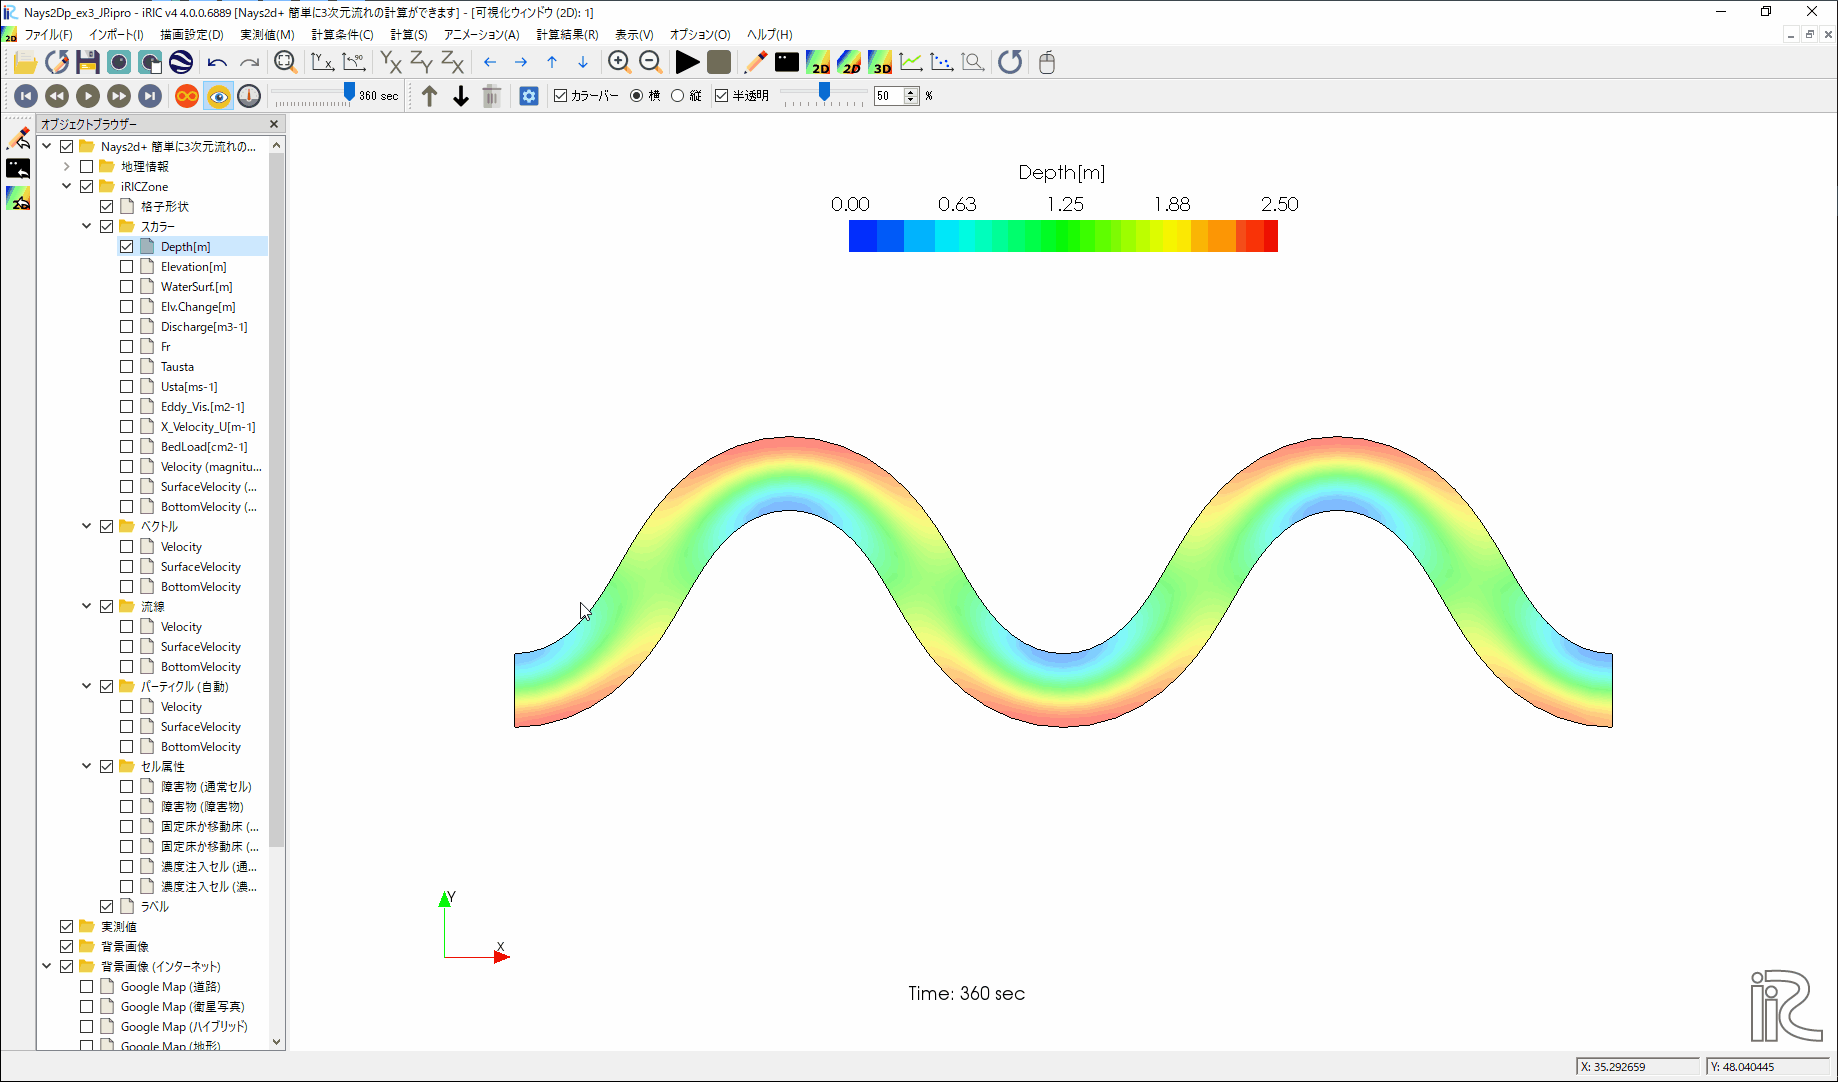 Nays2Dp_ex3_JP.ipro - iRIC v4 4.0.0.6889 [Nays2d+ 簡単に3次元流れの計算ができます] - [可視化ウィンドウ (2D): 1]
ファイル(F) インポート(I) 描画設定(D) 実測値(M) 計算条件(C) 計算(S) アニメーション(A) 計算結果(R) 表示(V) オプション(O) ヘルプ(H)
360 sec カラーバー 横 縦 半透明 50 %
オブジェクトブラウザー
Nays2d+ 簡単に3次元流れの...
地理情報
iRICZone
格子形状
スカラー
Depth[m]
Elevation[m]
WaterSurf.[m]
Elv.Change[m]
Discharge[m3-1]
Fr
Tausta
Usta[ms-1]
Eddy_Vis.[m2-1]
X_Velocity_U[m-1]
BedLoad[cm2-1]
Velocity (magnitu...
SurfaceVelocity (...
BottomVelocity (...
ベクトル
Velocity
SurfaceVelocity
BottomVelocity
流線
Velocity
SurfaceVelocity
BottomVelocity
パーティクル (自動)
Velocity
SurfaceVelocity
BottomVelocity
セル属性
障害物 (通常セル)
障害物 (障害物)
固定床か移動床 (...
固定床か移動床 (...
濃度注入セル (通...
濃度注入セル (濃...
ラベル
実測値
背景画像
背景画像 (インターネット)
Google Map (道路)
Google Map (衛星写真)
Google Map (ハイブリッド)
Google Map (地形)
Depth[m]
0.00 0.63 1.25 1.88 2.50
Y
X
Time: 360 sec
iRIC
X: 35.292659 Y: 48.040445